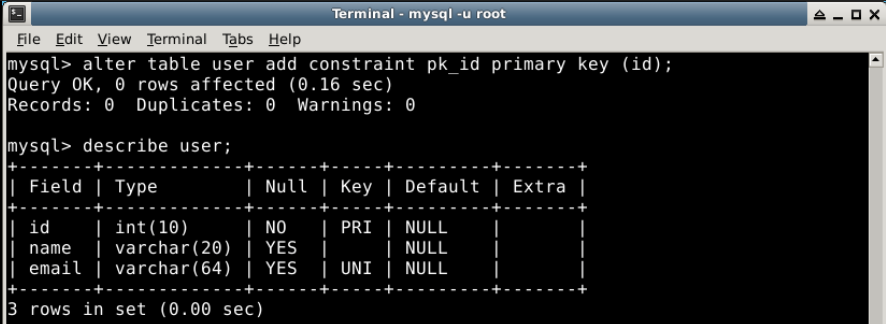 Terminal - mysql -u root
File Edit View Terminal Tabs Help
mysql> alter table user add constraint pk_id primary key (id);
Query OK, 0 rows affected (0.16 sec)
Records: 0  Duplicates: 0  Warnings: 0
mysql> describe user;
+-------+-------------+------+-----+---------+-------+
| Field | Type        | Null | Key | Default | Extra |
+-------+-------------+------+-----+---------+-------+
| id    | int(10)     | NO   | PRI | NULL    |       |
| name  | varchar(20) | YES  |     | NULL    |       |
| email | varchar(64) | YES  | UNI | NULL    |       |
+-------+-------------+------+-----+---------+-------+
3 rows in set (0.00 sec)